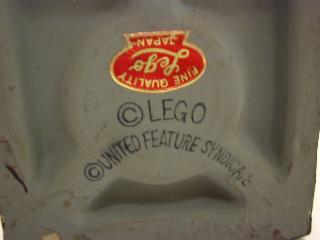 FINE QUALITY
Lego
JAPAN
© LEGO
© UNITED FEATURE SYNDICATE